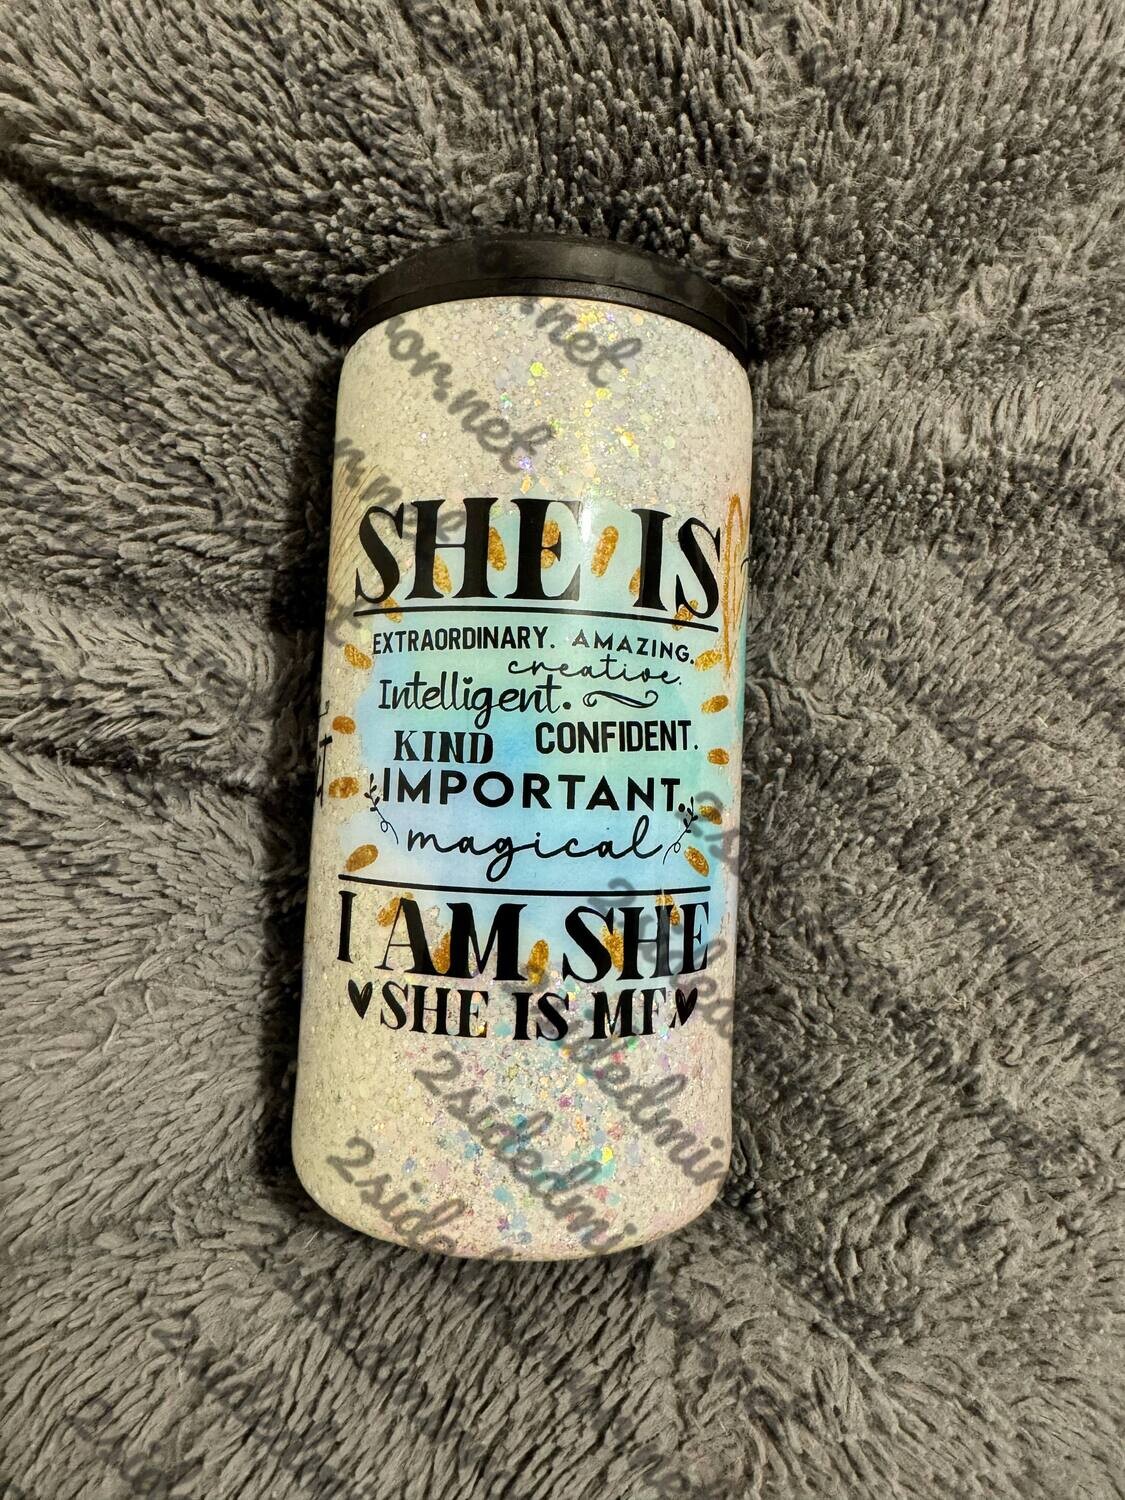 SHE IS
EXTRAORDINARY. AMAZING.
creative.
Intelligent.
KIND CONFIDENT.
IMPORTANT.
magical
I AM SHE
SHE IS ME